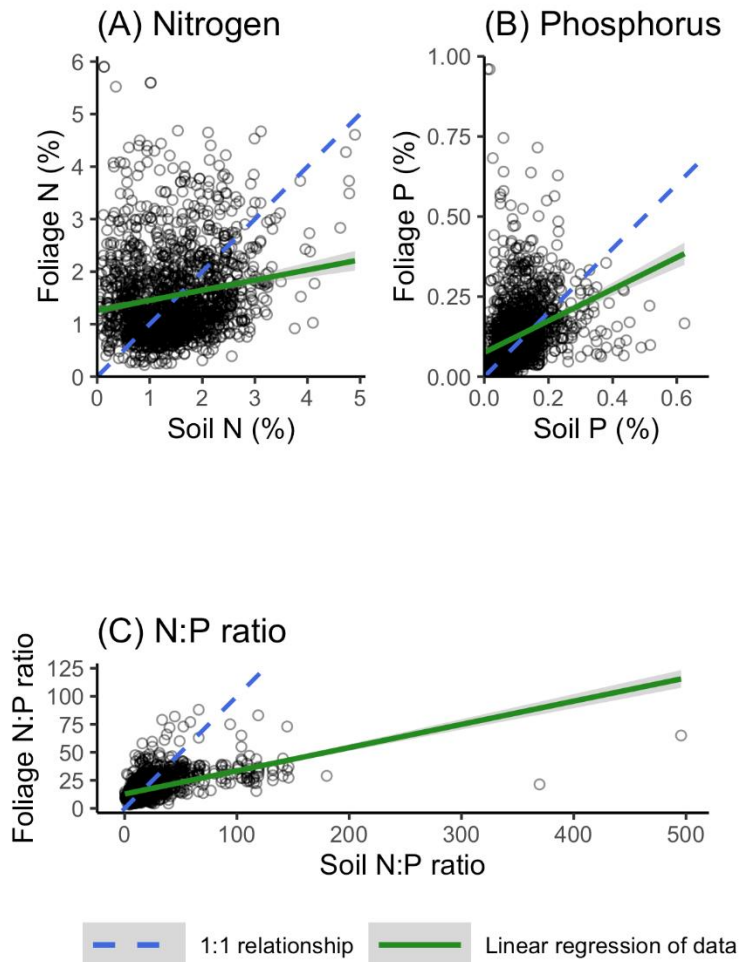 (A) Nitrogen
6
5
4
3
2
1
0
Foliage N (%)
0 1 2 3 4 5
Soil N (%)
(B) Phosphorus
1.00
0.75
0.50
0.25
0.00
Foliage P (%)
0.0 0.2 0.4 0.6
Soil P (%)
(C) N:P ratio
125
100
75
50
25
0
Foliage N:P ratio
0 100 200 300 400 500
Soil N:P ratio
1:1 relationship
Linear regression of data